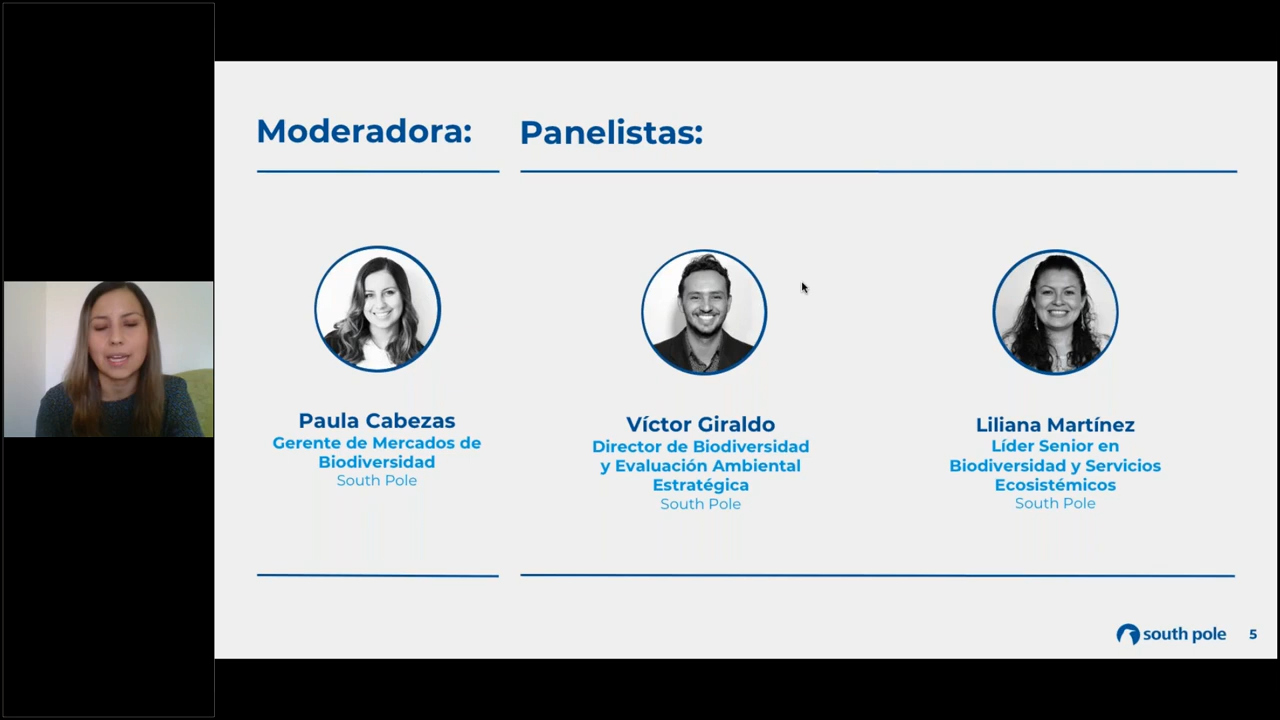 Moderadora:
Panelistas:
Paula Cabezas
Gerente de Mercados de
Biodiversidad
South Pole
Víctor Giraldo
Director de Biodiversidad
y Evaluación Ambiental
Estratégica
South Pole
Liliana Martínez
Líder Senior en
Biodiversidad y Servicios
Ecosistémicos
South Pole
south pole
5